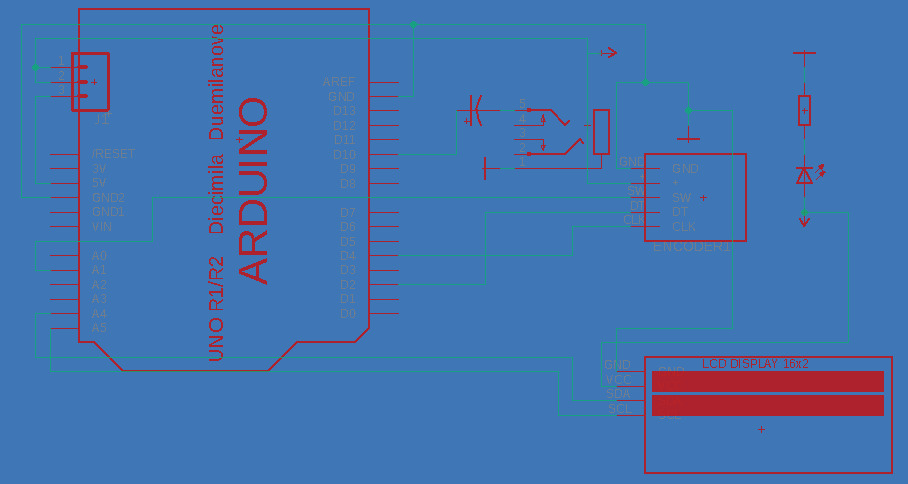 1
2
J1
UNO R1/R2 Diecimila Duemilanove
ARDUINO
/RESET
3V
5V
GND2
GND1
VIN
A0
A1
A2
A3
A4
A5
AREF
GND
D13
D12
D11
D10
D9
D8
D7
D6
D5
D4
D3
D2
D1
D0
5
4
3
2
1
GND
+
SW
DT
CLK
GND
+
SW
DT
CLK
ENCODER1
LCD DISPLAY 16x2
GND
VCC
SDA
SCL